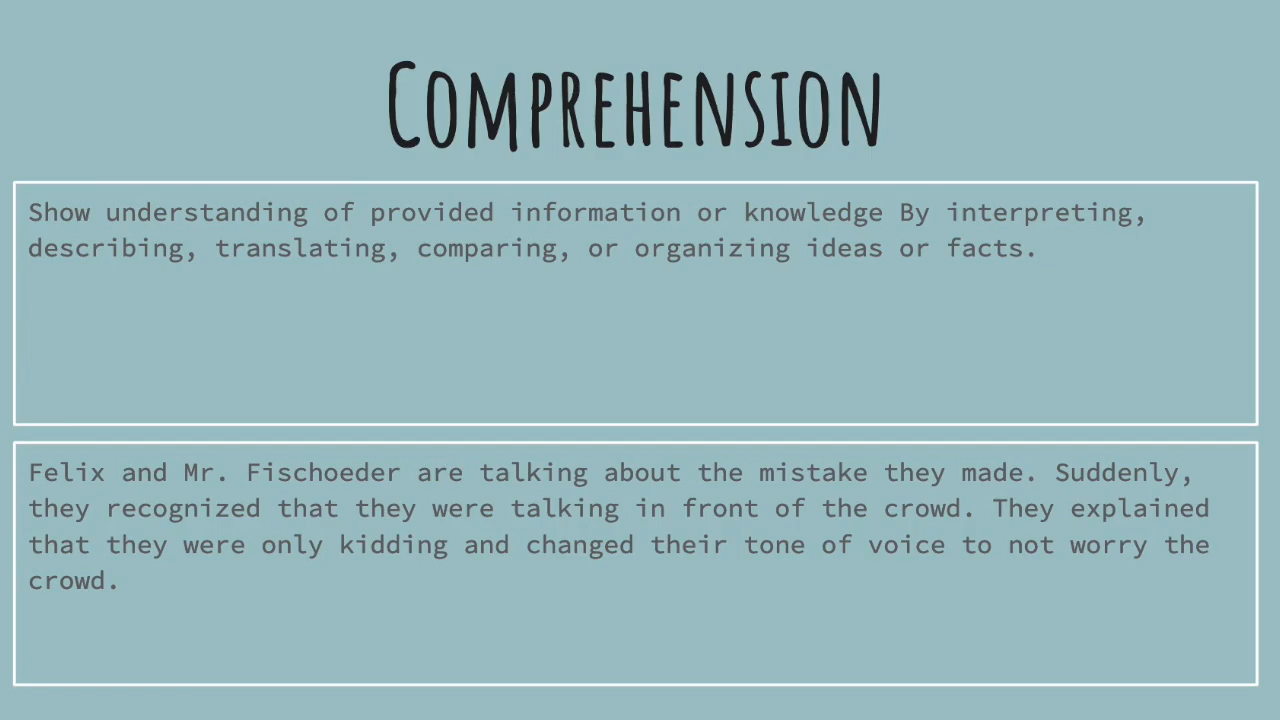 Comprehension
Show understanding of provided information or knowledge By interpreting,
describing, translating, comparing, or organizing ideas or facts.
Felix and Mr. Fischoeder are talking about the mistake they made. Suddenly,
they recognized that they were talking in front of the crowd. They explained
that they were only kidding and changed their tone of voice to not worry the
crowd.